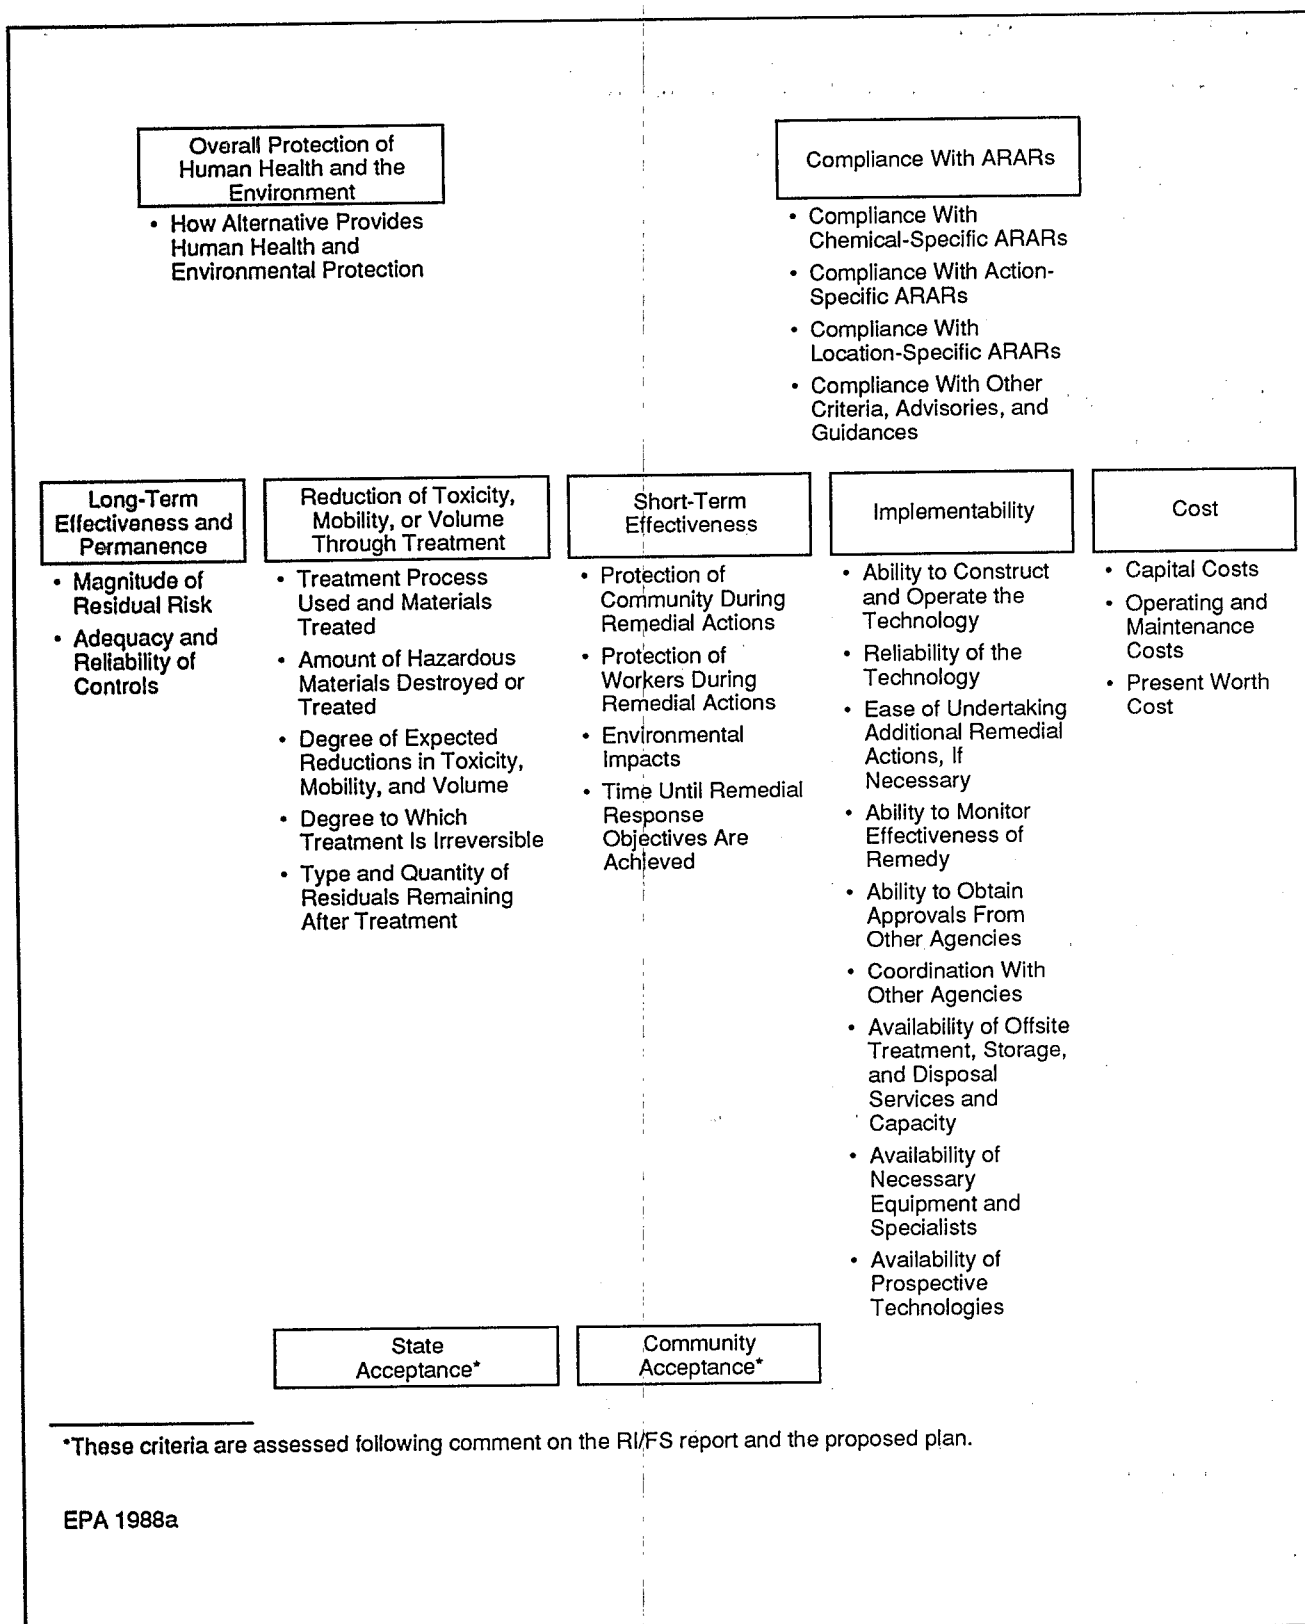 Overall Protection of
Human Health and the
Environment
• How Alternative Provides
Human Health and
Environmental Protection
Compliance With ARARs
• Compliance With
Chemical-Specific ARARs
• Compliance With Action-
Specific ARARs
• Compliance With
Location-Specific ARARs
• Compliance With Other
Criteria, Advisories, and
Guidances
Long-Term
Effectiveness and
Permanence
• Magnitude of
Residual Risk
• Adequacy and
Reliability of
Controls
Reduction of Toxicity,
Mobility, or Volume
Through Treatment
• Treatment Process
Used and Materials
Treated
• Amount of Hazardous
Materials Destroyed or
Treated
• Degree of Expected
Reductions in Toxicity,
Mobility, and Volume
• Degree to Which
Treatment Is Irreversible
• Type and Quantity of
Residuals Remaining
After Treatment
Short-Term
Effectiveness
• Protection of
Community During
Remedial Actions
• Protection of
Workers During
Remedial Actions
• Environmental
Impacts
• Time Until Remedial
Response
Objectives Are
Achieved
Implementability
• Ability to Construct
and Operate the
Technology
• Reliability of the
Technology
• Ease of Undertaking
Additional Remedial
Actions, If
Necessary
• Ability to Monitor
Effectiveness of
Remedy
• Ability to Obtain
Approvals From
Other Agencies
• Coordination With
Other Agencies
• Availability of Offsite
Treatment, Storage,
and Disposal
Services and
Capacity
• Availability of
Necessary
Equipment and
Specialists
• Availability of
Prospective
Technologies
Cost
• Capital Costs
• Operating and
Maintenance
Costs
• Present Worth
Cost
State
Acceptance*
Community
Acceptance*
*These criteria are assessed following comment on the RI/FS report and the proposed plan.
EPA 1988a